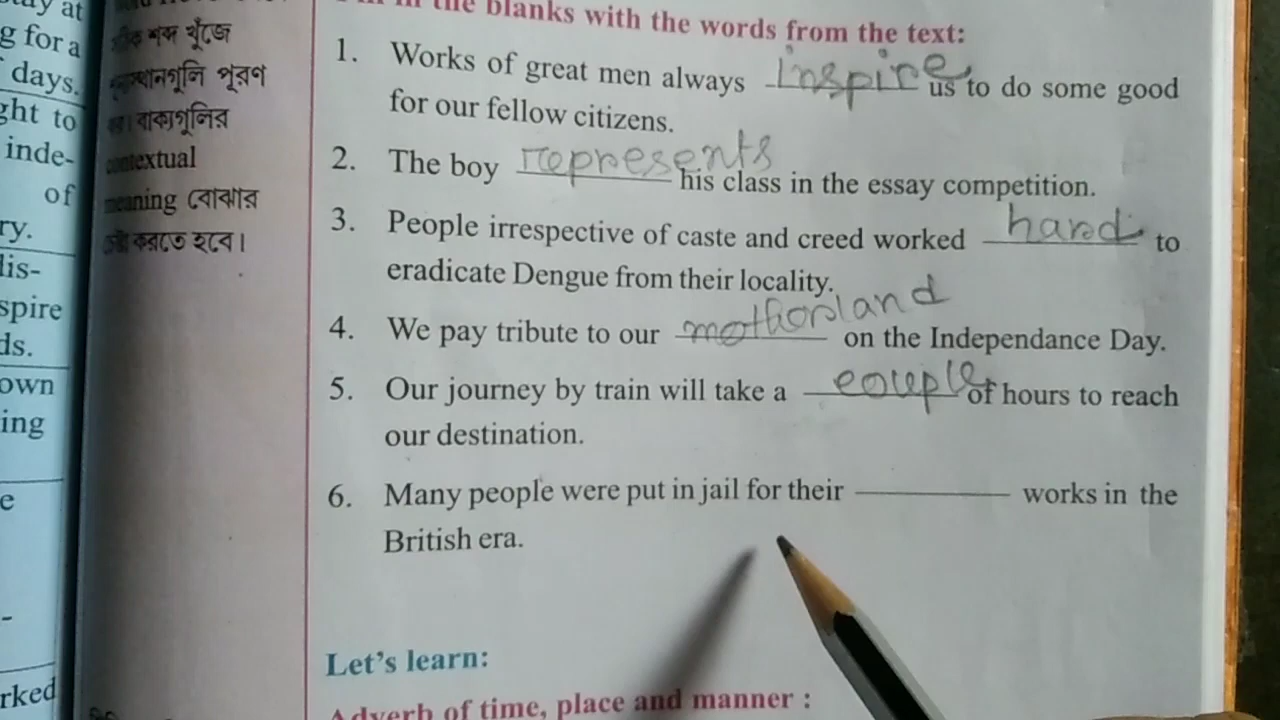 tay at
g for a
days.
ght to
inde-
of
ry.
lis-
spire
ds.
own
ing
e
-
rked
শব্দ খুঁজে
পূরণ
বাক্যগুলির
contextual
meaning বোঝার
করতে হবে।
in the blanks with the words from the text:
1. Works of great men always inspire us to do some good
for our fellow citizens.
2. The boy represents his class in the essay competition.
3. People irrespective of caste and creed worked hard to
eradicate Dengue from their locality.
4. We pay tribute to our motherland on the Independance Day.
5. Our journey by train will take a couple of hours to reach
our destination.
6. Many people were put in jail for their ________ works in the
British era.
Let's learn:
Adverb of time, place and manner :